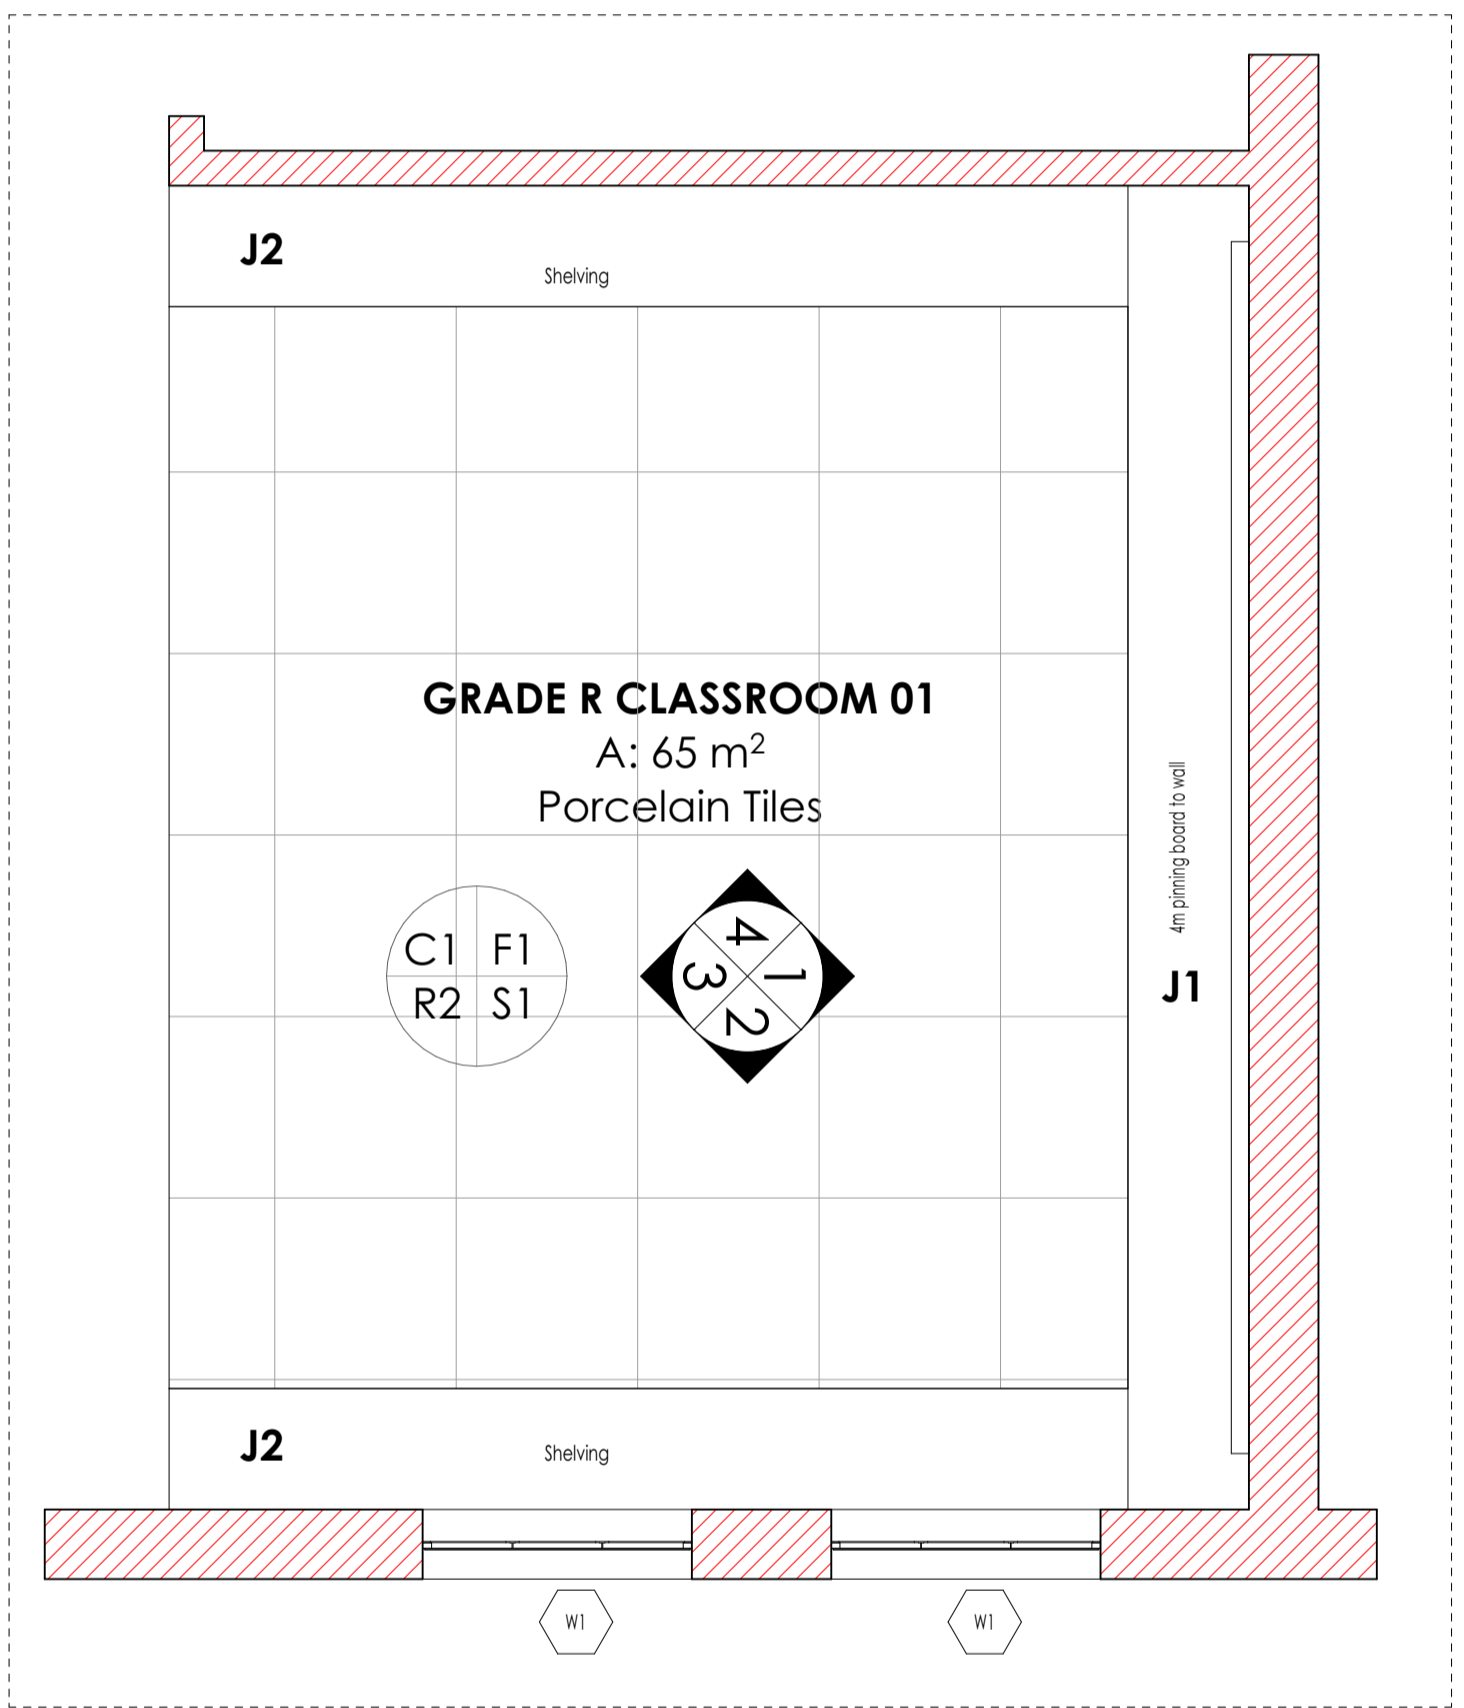 J2
Shelving
GRADE R CLASSROOM 01
A: 65 m²
Porcelain Tiles
4m pinning board to wall
C1 F1
R2 S1
4
3 1
2
J1
J2
Shelving
W1
W1